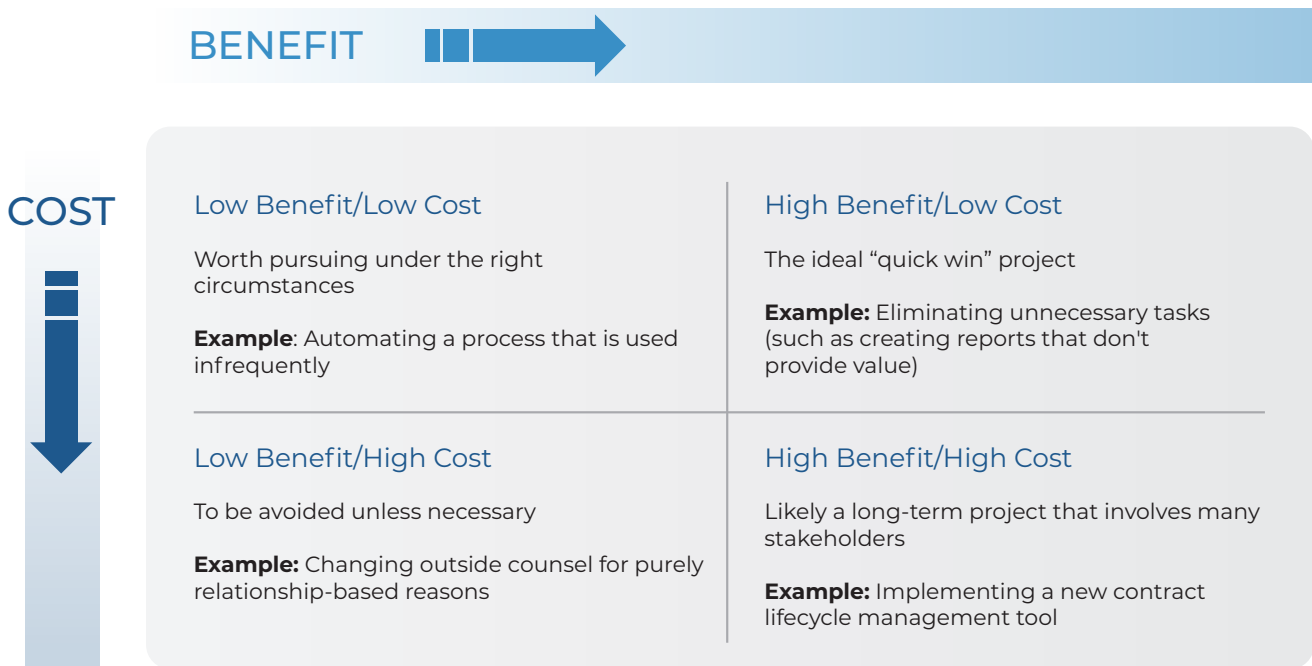 BENEFIT
COST
Low Benefit/Low Cost
Worth pursuing under the right
circumstances
Example: Automating a process that is used
infrequently
High Benefit/Low Cost
The ideal “quick win” project
Example: Eliminating unnecessary tasks
(such as creating reports that don't
provide value)
Low Benefit/High Cost
To be avoided unless necessary
Example: Changing outside counsel for purely
relationship-based reasons
High Benefit/High Cost
Likely a long-term project that involves many
stakeholders
Example: Implementing a new contract
lifecycle management tool